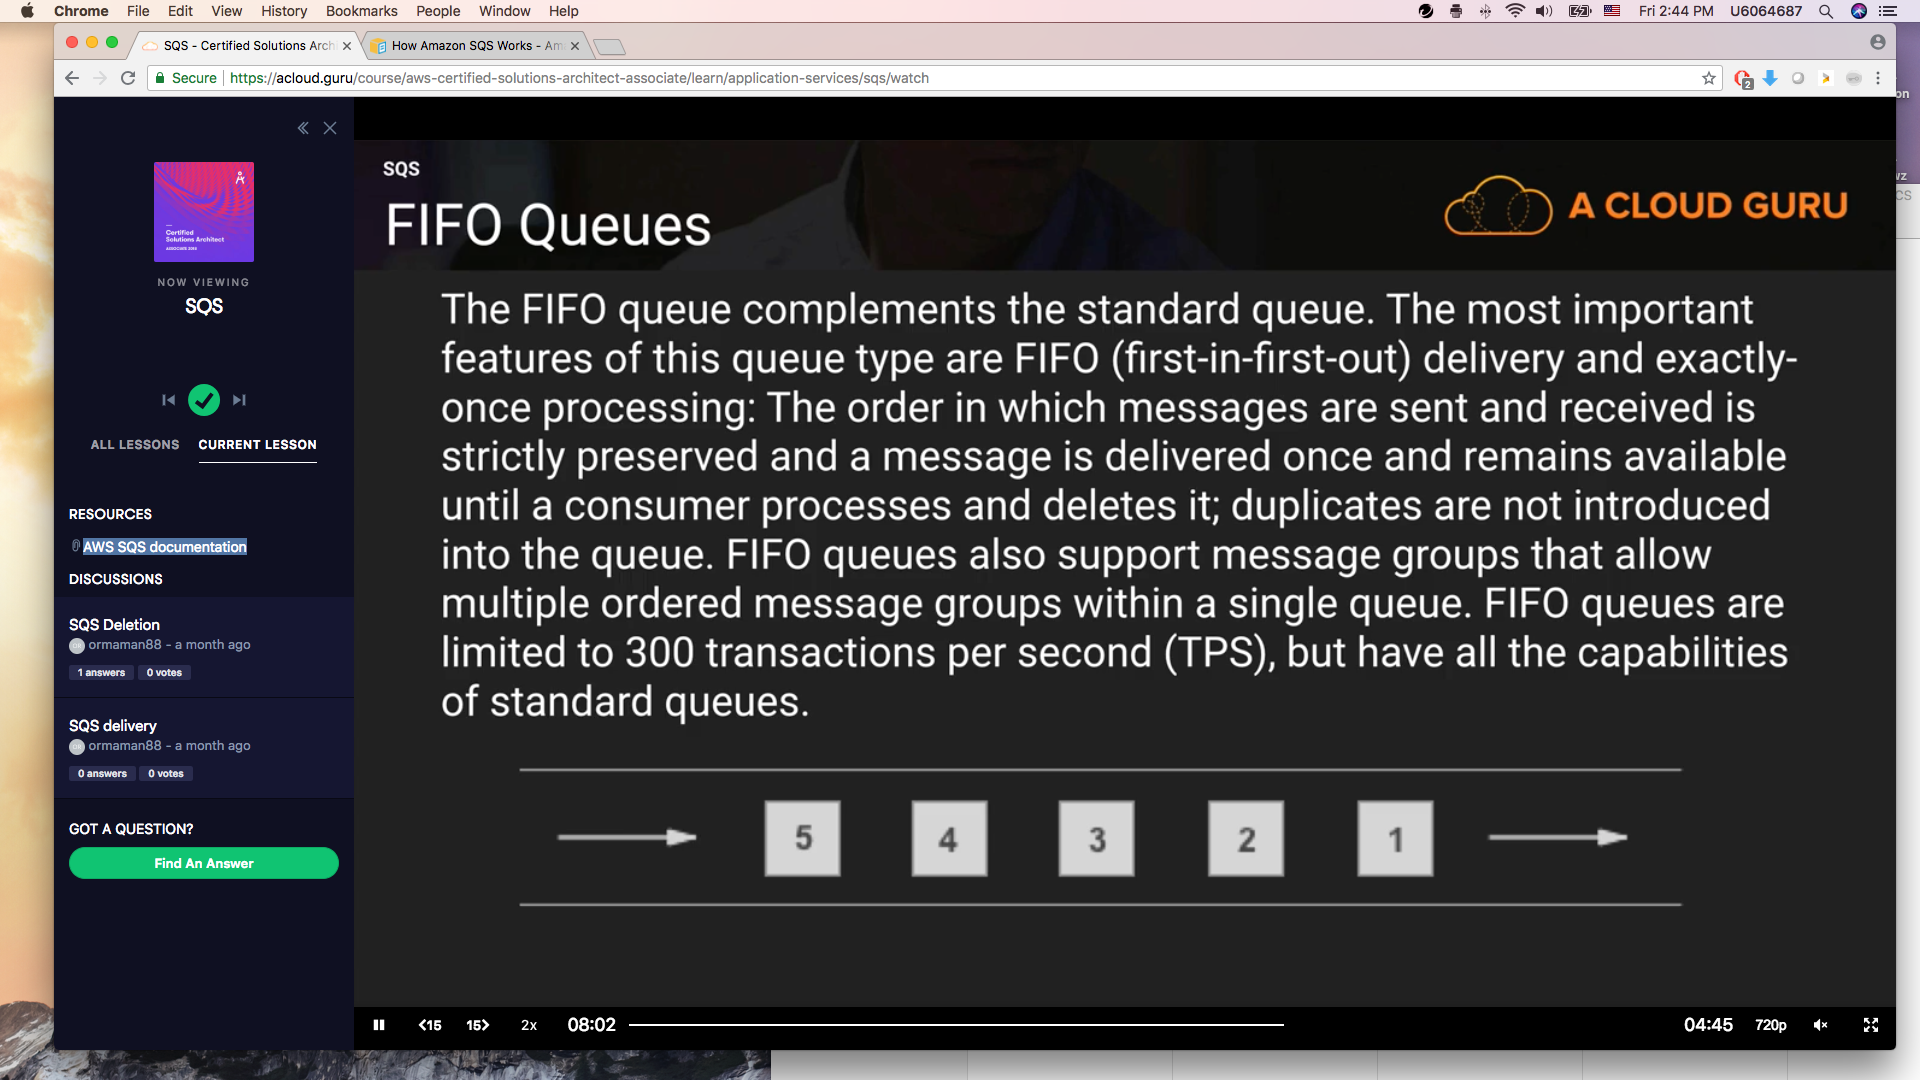 Chrome File Edit View History Bookmarks People Window Help
Fri 2:44 PM U6064687
SQS - Certified Solutions Arch
How Amazon SQS Works - Am
Secure https://acloud.guru/course/aws-certified-solutions-architect-associate/learn/application-services/sqs/watch
2
on
wz
CS
Certified
Solutions Architect
ASSOCIATE 2018
NOW VIEWING
SQS
ALL LESSONS CURRENT LESSON
RESOURCES
AWS SQS documentation
DISCUSSIONS
SQS Deletion
ormaman88 - a month ago
1 answers 0 votes
SQS delivery
ormaman88 - a month ago
0 answers 0 votes
GOT A QUESTION?
Find An Answer
SQS
FIFO Queues
A CLOUD GURU
The FIFO queue complements the standard queue. The most important
features of this queue type are FIFO (first-in-first-out) delivery and exactly-
once processing: The order in which messages are sent and received is
strictly preserved and a message is delivered once and remains available
until a consumer processes and deletes it; duplicates are not introduced
into the queue. FIFO queues also support message groups that allow
multiple ordered message groups within a single queue. FIFO queues are
limited to 300 transactions per second (TPS), but have all the capabilities
of standard queues.
5 4 3 2 1
<15 15> 2x 08:02 04:45 720p